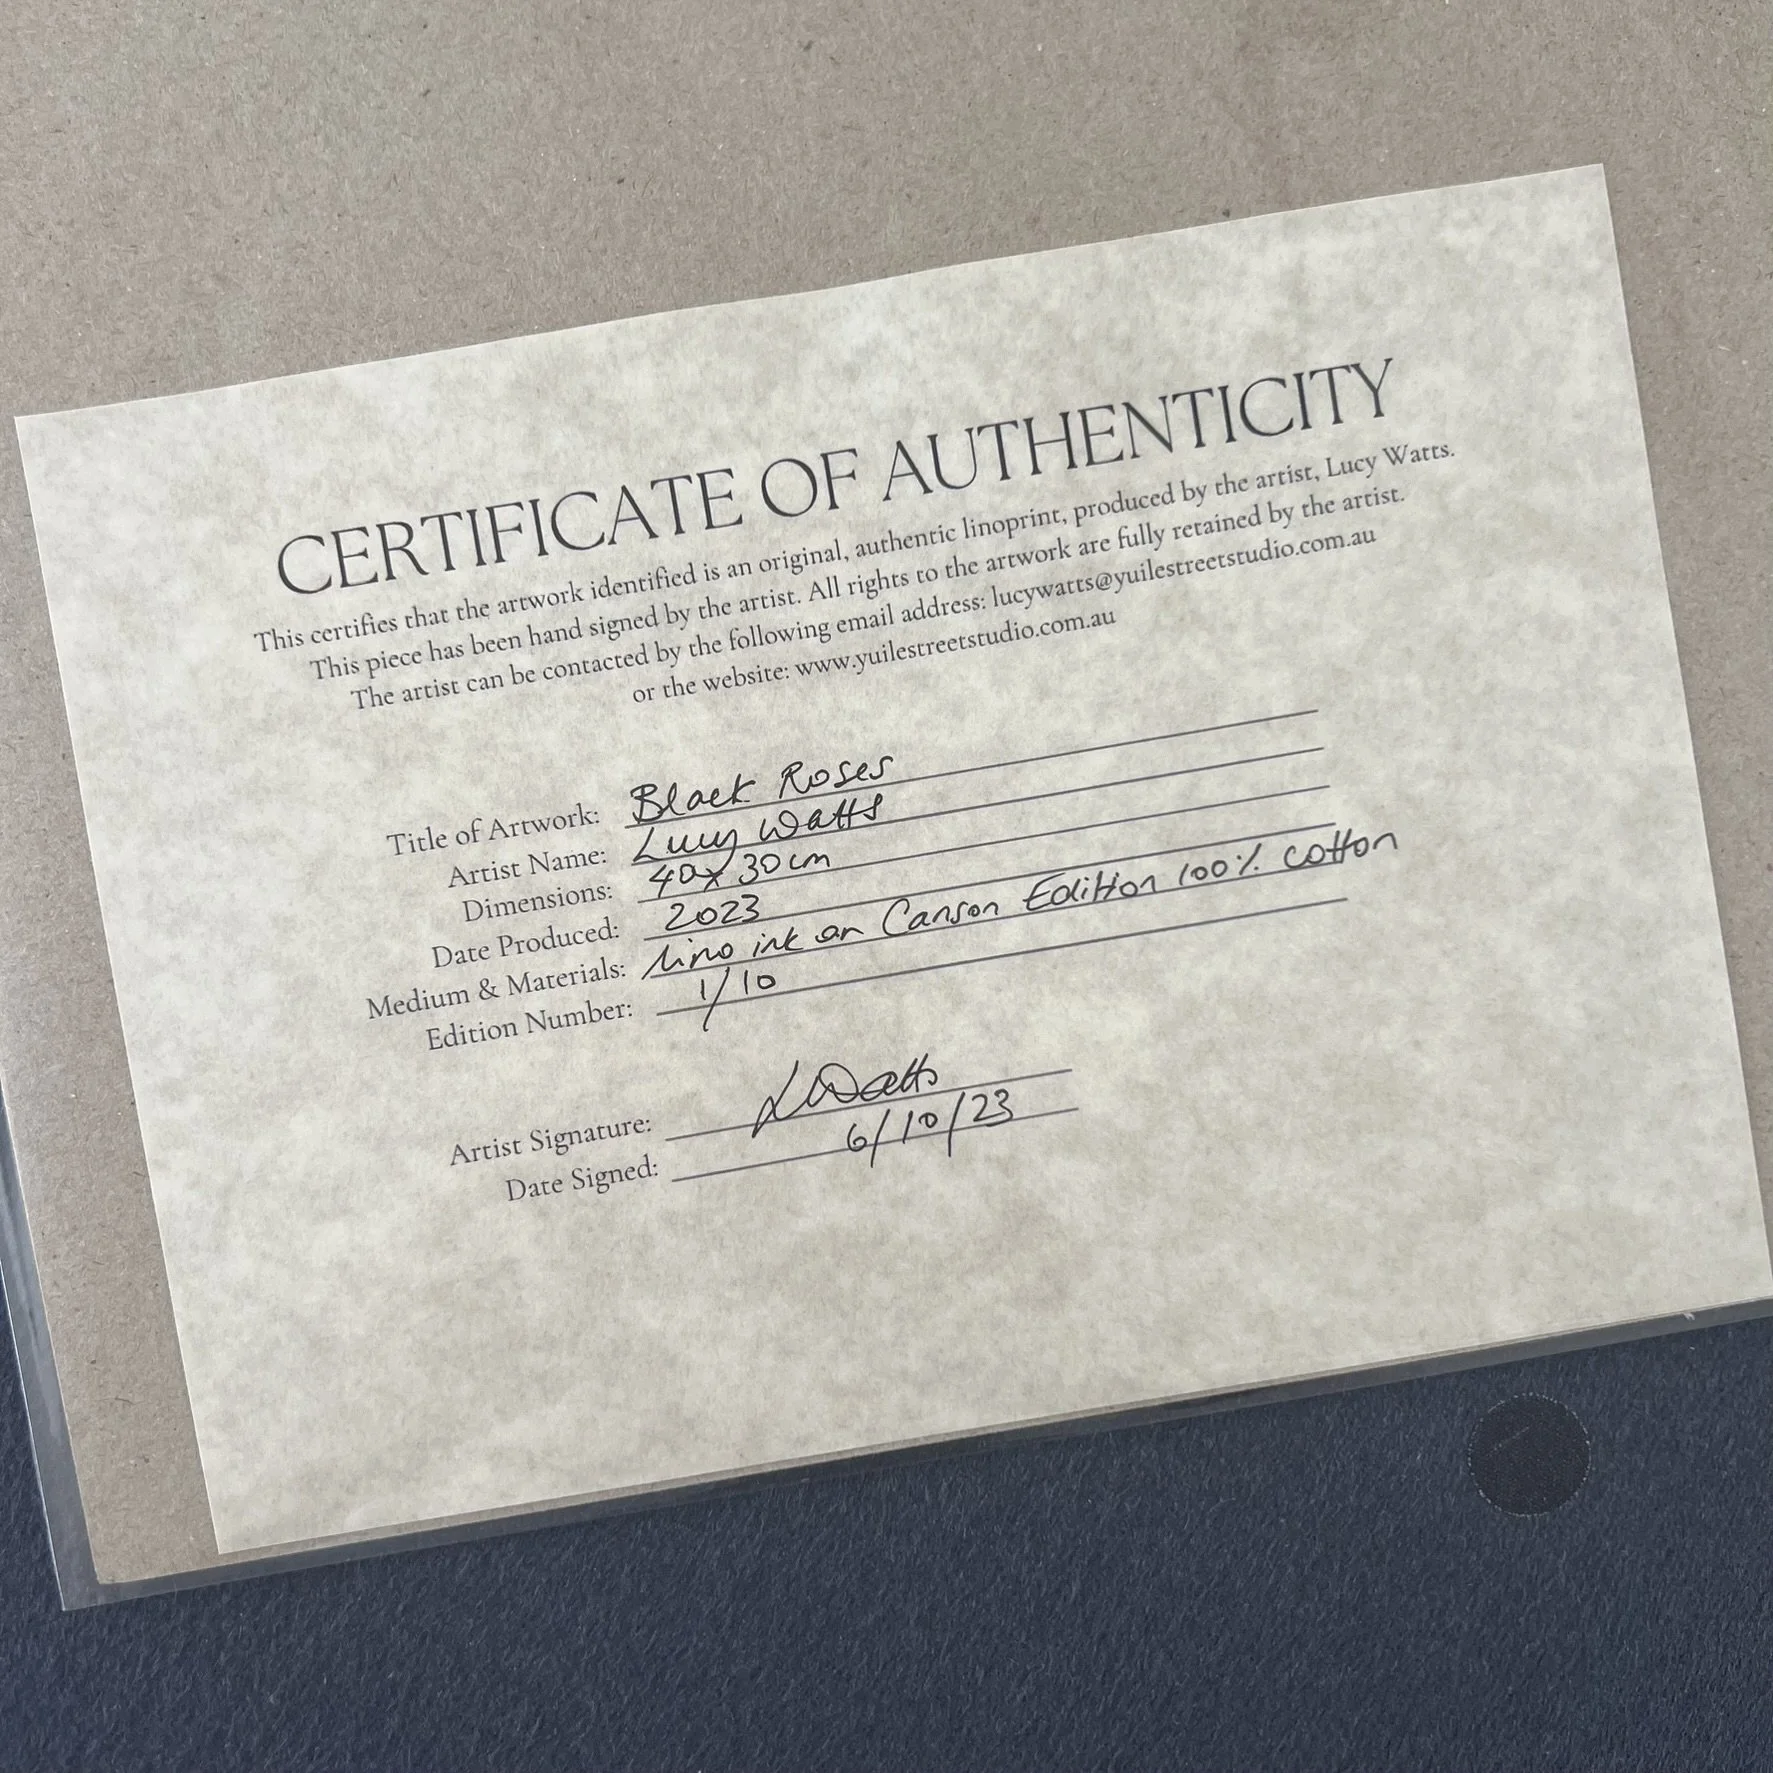 CERTIFICATE OF AUTHENTICITY
This certifies that the artwork identified is an original, authentic linoprint, produced by the artist, Lucy Watts.
This piece has been hand signed by the artist. All rights to the artwork are fully retained by the artist.
The artist can be contacted by the following email address: lucywatts@yuilestreetstudio.com.au
or the website: www.yuilestreetstudio.com.au
Title of Artwork: Black Roses
Artist Name: Lucy Watts
Dimensions: 40x30cm
Date Produced: 2023
Medium & Materials: Lino ink on Canson Edition 100% cotton
Edition Number: 1/10
Artist Signature: LWatts
Date Signed: 6/10/23